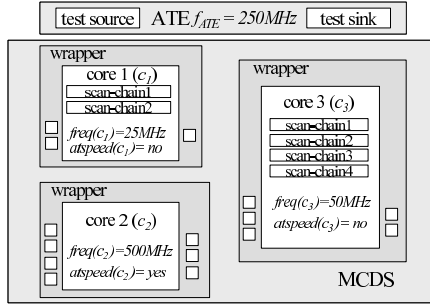 test source ATE f_ATE = 250MHz test sink
wrapper
core 1 (c₁)
scan-chain1
scan-chain2
freq(c₁)=25MHz
atspeed(c₁)= no
wrapper
core 2 (c₂)
freq(c₂)=500MHz
atspeed(c₂)= yes
wrapper
core 3 (c₃)
scan-chain1
scan-chain2
scan-chain3
scan-chain4
freq(c₃)=50MHz
atspeed(c₃)= no
MCDS